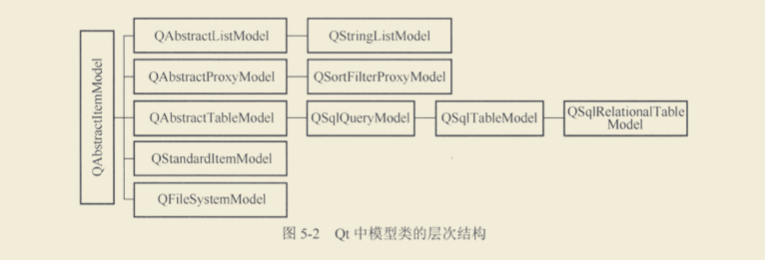 QAbstractItemModel
QAbstractListModel
QStringListModel
QAbstractProxyModel
QSortFilterProxyModel
QAbstractTableModel
QSqlQueryModel
QSqlTableModel
QSqlRelationalTable
Model
QStandardItemModel
QFileSystemModel
图 5-2 Qt 中模型类的层次结构